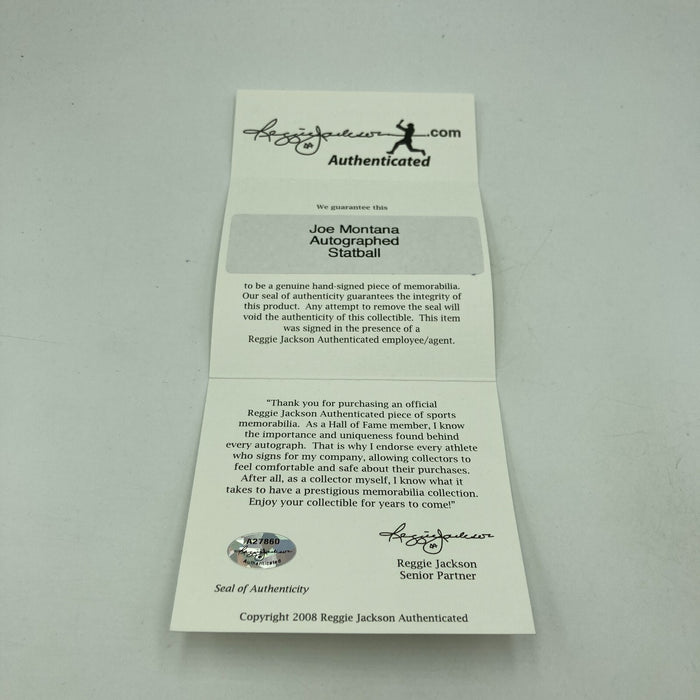 Reggie Jackson .com
Authenticated
We guarantee this
Joe Montana
Autographed
Statball
to be a genuine hand-signed piece of memorabilia.
Our seal of authenticity guarantees the integrity of
this product. Any attempt to remove the seal will
void the authenticity of this collectible. This item
was signed in the presence of a
Reggie Jackson Authenticated employee/agent.
“Thank you for purchasing an official
Reggie Jackson Authenticated piece of sports
memorabilia. As a Hall of Fame member, I know
the importance and uniqueness found behind
every autograph. That is why I endorse every athlete
who signs for my company, allowing collectors to
feel comfortable and safe about their purchases.
After all, as a collector myself, I know what it
takes to have a prestigious memorabilia collection.
Enjoy your collectible for years to come!”
A27860
Reggie Jackson
Authenticated
Reggie Jackson
Reggie Jackson
Senior Partner
Seal of Authenticity
Copyright 2008 Reggie Jackson Authenticated